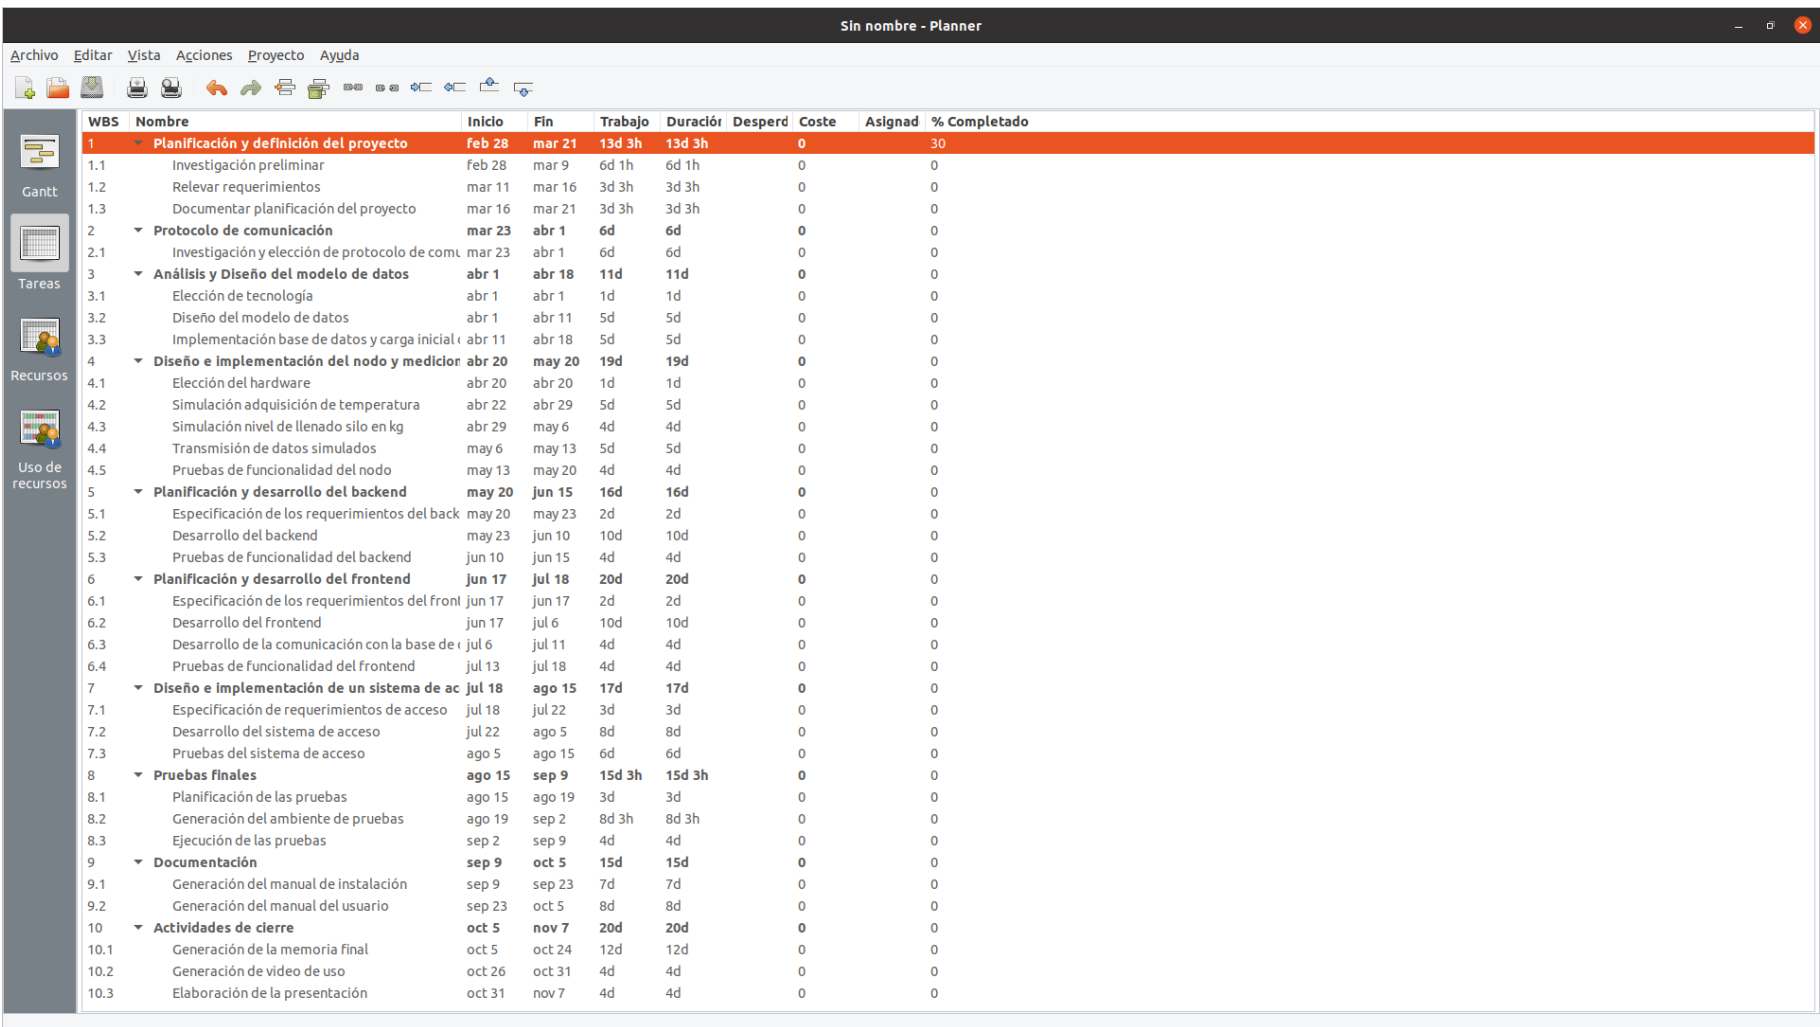 Sin nombre - Planner
Archivo Editar Vista Acciones Proyecto Ayuda
WBS Nombre Inicio Fin Trabajo Duración Desperd Coste Asignad % Completado
1 Planificación y definición del proyecto feb 28 mar 21 13d 3h 13d 3h 0 30
1.1 Investigación preliminar feb 28 mar 9 6d 1h 6d 1h 0 0
1.2 Relevar requerimientos mar 11 mar 16 3d 3h 3d 3h 0 0
1.3 Documentar planificación del proyecto mar 16 mar 21 3d 3h 3d 3h 0 0
2 Protocolo de comunicación mar 23 abr 1 6d 6d 0 0
2.1 Investigación y elección de protocolo de comu mar 23 abr 1 6d 6d 0 0
3 Análisis y Diseño del modelo de datos abr 1 abr 18 11d 11d 0 0
3.1 Elección de tecnología abr 1 abr 1 1d 1d 0 0
3.2 Diseño del modelo de datos abr 1 abr 11 5d 5d 0 0
3.3 Implementación base de datos y carga inicial abr 11 abr 18 5d 5d 0 0
4 Diseño e implementación del nodo y medicion abr 20 may 20 19d 19d 0 0
4.1 Elección del hardware abr 20 abr 20 1d 1d 0 0
4.2 Simulación adquisición de temperatura abr 22 abr 29 5d 5d 0 0
4.3 Simulación nivel de llenado silo en kg abr 29 may 6 4d 4d 0 0
4.4 Transmisión de datos simulados may 6 may 13 5d 5d 0 0
4.5 Pruebas de funcionalidad del nodo may 13 may 20 4d 4d 0 0
5 Planificación y desarrollo del backend may 20 jun 15 16d 16d 0 0
5.1 Especificación de los requerimientos del back may 20 may 23 2d 2d 0 0
5.2 Desarrollo del backend may 23 jun 10 10d 10d 0 0
5.3 Pruebas de funcionalidad del backend jun 10 jun 15 4d 4d 0 0
6 Planificación y desarrollo del frontend jun 17 jul 18 20d 20d 0 0
6.1 Especificación de los requerimientos del front jun 17 jun 17 2d 2d 0 0
6.2 Desarrollo del frontend jun 17 jul 6 10d 10d 0 0
6.3 Desarrollo de la comunicación con la base de jul 6 jul 11 4d 4d 0 0
6.4 Pruebas de funcionalidad del frontend jul 13 jul 18 4d 4d 0 0
7 Diseño e implementación de un sistema de ac jul 18 ago 15 17d 17d 0 0
7.1 Especificación de requerimientos de acceso jul 18 jul 22 3d 3d 0 0
7.2 Desarrollo del sistema de acceso jul 22 ago 5 8d 8d 0 0
7.3 Pruebas del sistema de acceso ago 5 ago 15 6d 6d 0 0
8 Pruebas finales ago 15 sep 9 15d 3h 15d 3h 0 0
8.1 Planificación de las pruebas ago 15 ago 19 3d 3d 0 0
8.2 Generación del ambiente de pruebas ago 19 sep 2 8d 3h 8d 3h 0 0
8.3 Ejecución de las pruebas sep 2 sep 9 4d 4d 0 0
9 Documentación sep 9 oct 5 15d 15d 0 0
9.1 Generación del manual de instalación sep 9 sep 23 7d 7d 0 0
9.2 Generación del manual del usuario sep 23 oct 5 8d 8d 0 0
10 Actividades de cierre oct 5 nov 7 20d 20d 0 0
10.1 Generación de la memoria final oct 5 oct 24 12d 12d 0 0
10.2 Generación de video de uso oct 26 oct 31 4d 4d 0 0
10.3 Elaboración de la presentación oct 31 nov 7 4d 4d 0 0
Gantt
Tareas
Recursos
Uso de
recursos